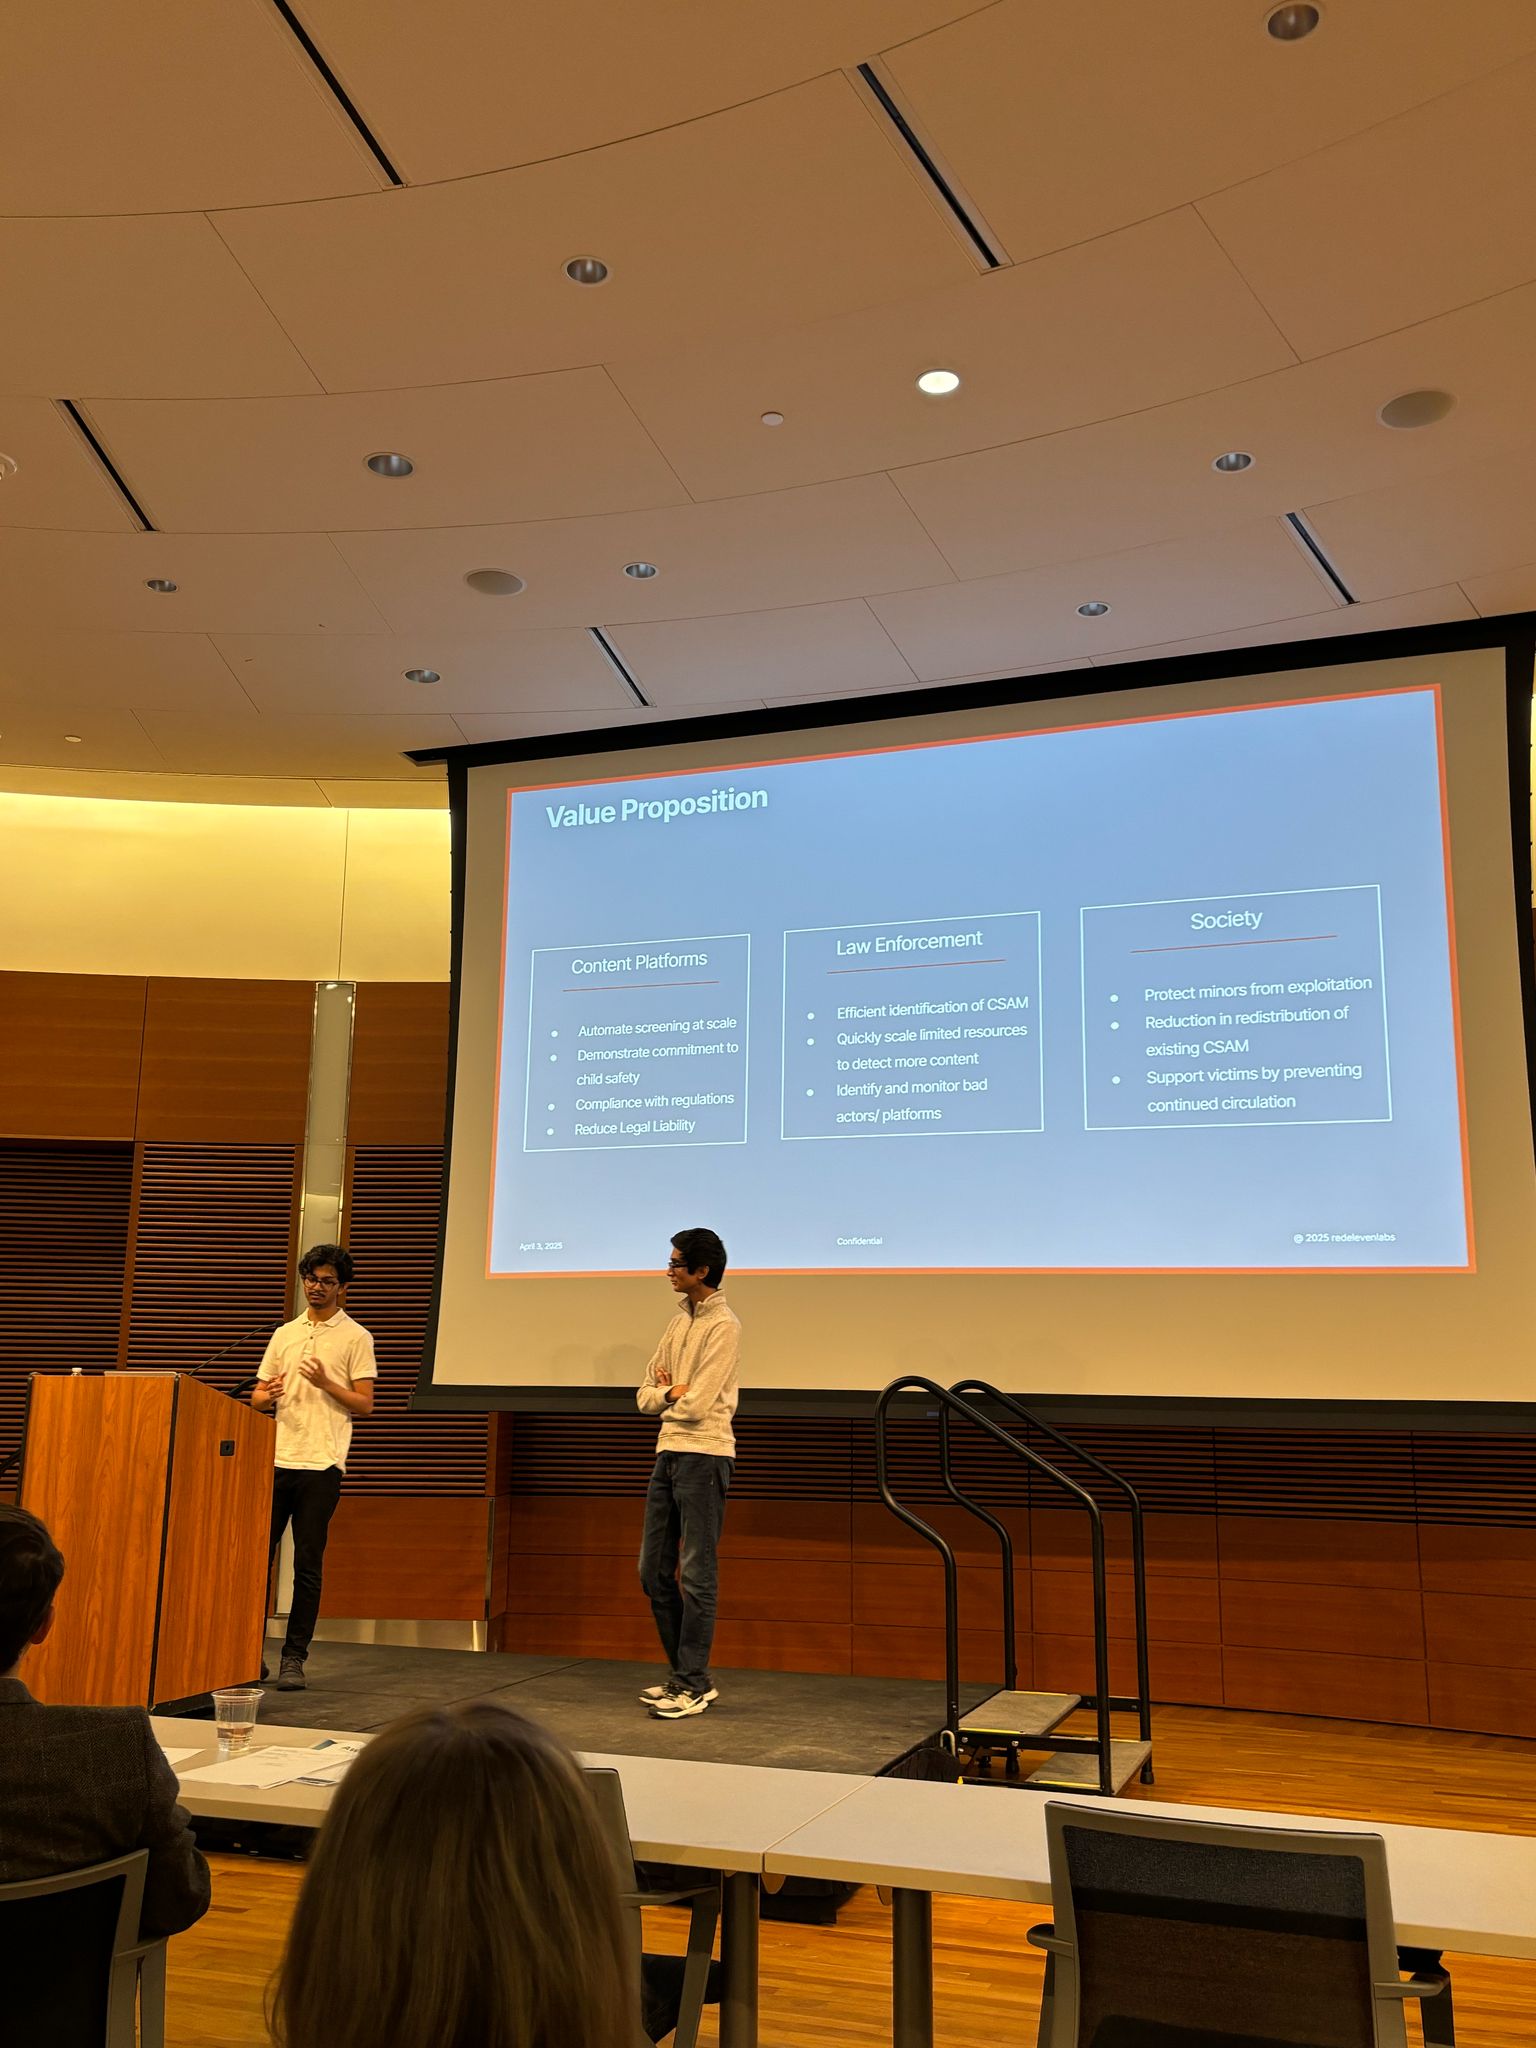 Value Proposition
Content Platforms
Automate screening at scale
Demonstrate commitment to
child safety
Compliance with regulations
Reduce Legal Liability
Law Enforcement
Efficient identification of CSAM
Quickly scale limited resources
to detect more content
Identify and monitor bad
actors/ platforms
Society
Protect minors from exploitation
Reduction in redistribution of
existing CSAM
Support victims by preventing
continued circulation
April 3, 2025
Confidential
@ 2025 redelevenlabs